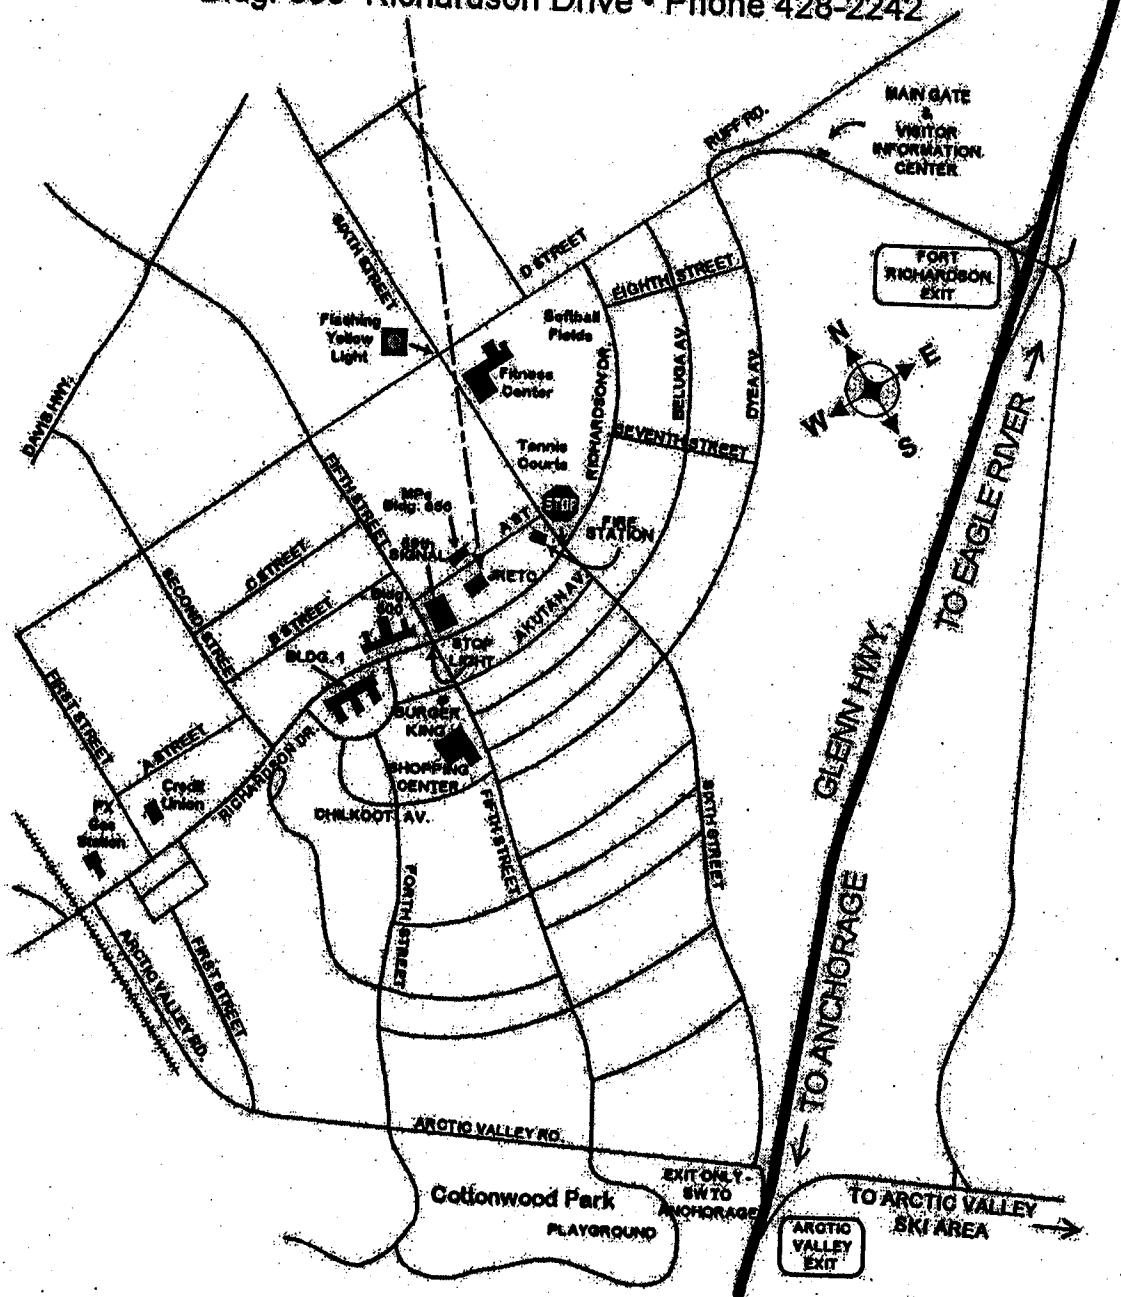 Richardson Drive • Phone 428-2242
MAIN GATE
&
VISITOR
INFORMATION
CENTER
RUFF RD.
SIXTH STREET
D STREET
EIGHTH STREET
FORT
RICHARDSON
EXIT
Flashing
Yellow
Light
Softball
Fields
Fitness
Center
RICHARDSON DR.
BELUGA AV.
DYEA AV.
N
E
W
S
DAVIS HWY.
Tennis
Courts
SEVENTH STREET
TO EAGLE RIVER
FIFTH STREET
MPs
A ST.
STOP
FIRE
STATION
SIGNAL
C STREET
SECOND STREET
B STREET
Bldg.
600
AKUTAN AV.
STOP
LIGHT
BLDG. 1
GLENN HWY.
FIRST STREET
A STREET
RICHARDSON DR.
BURGER
KING
SHOPPING
CENTER
Credit
Union
PX
Gas
Station
DHILKOOT AV.
FIFTH STREET
SIXTH STREET
FORTH STREET
TO ANCHORAGE
ARCTIC VALLEY RD.
FIRST STREET
ARCTIC VALLEY RD.
EXIT ONLY -
SW TO
ANCHORAGE
Cottonwood Park
PLAYGROUND
TO ARCTIC VALLEY
SKI AREA
ARCTIC
VALLEY
EXIT